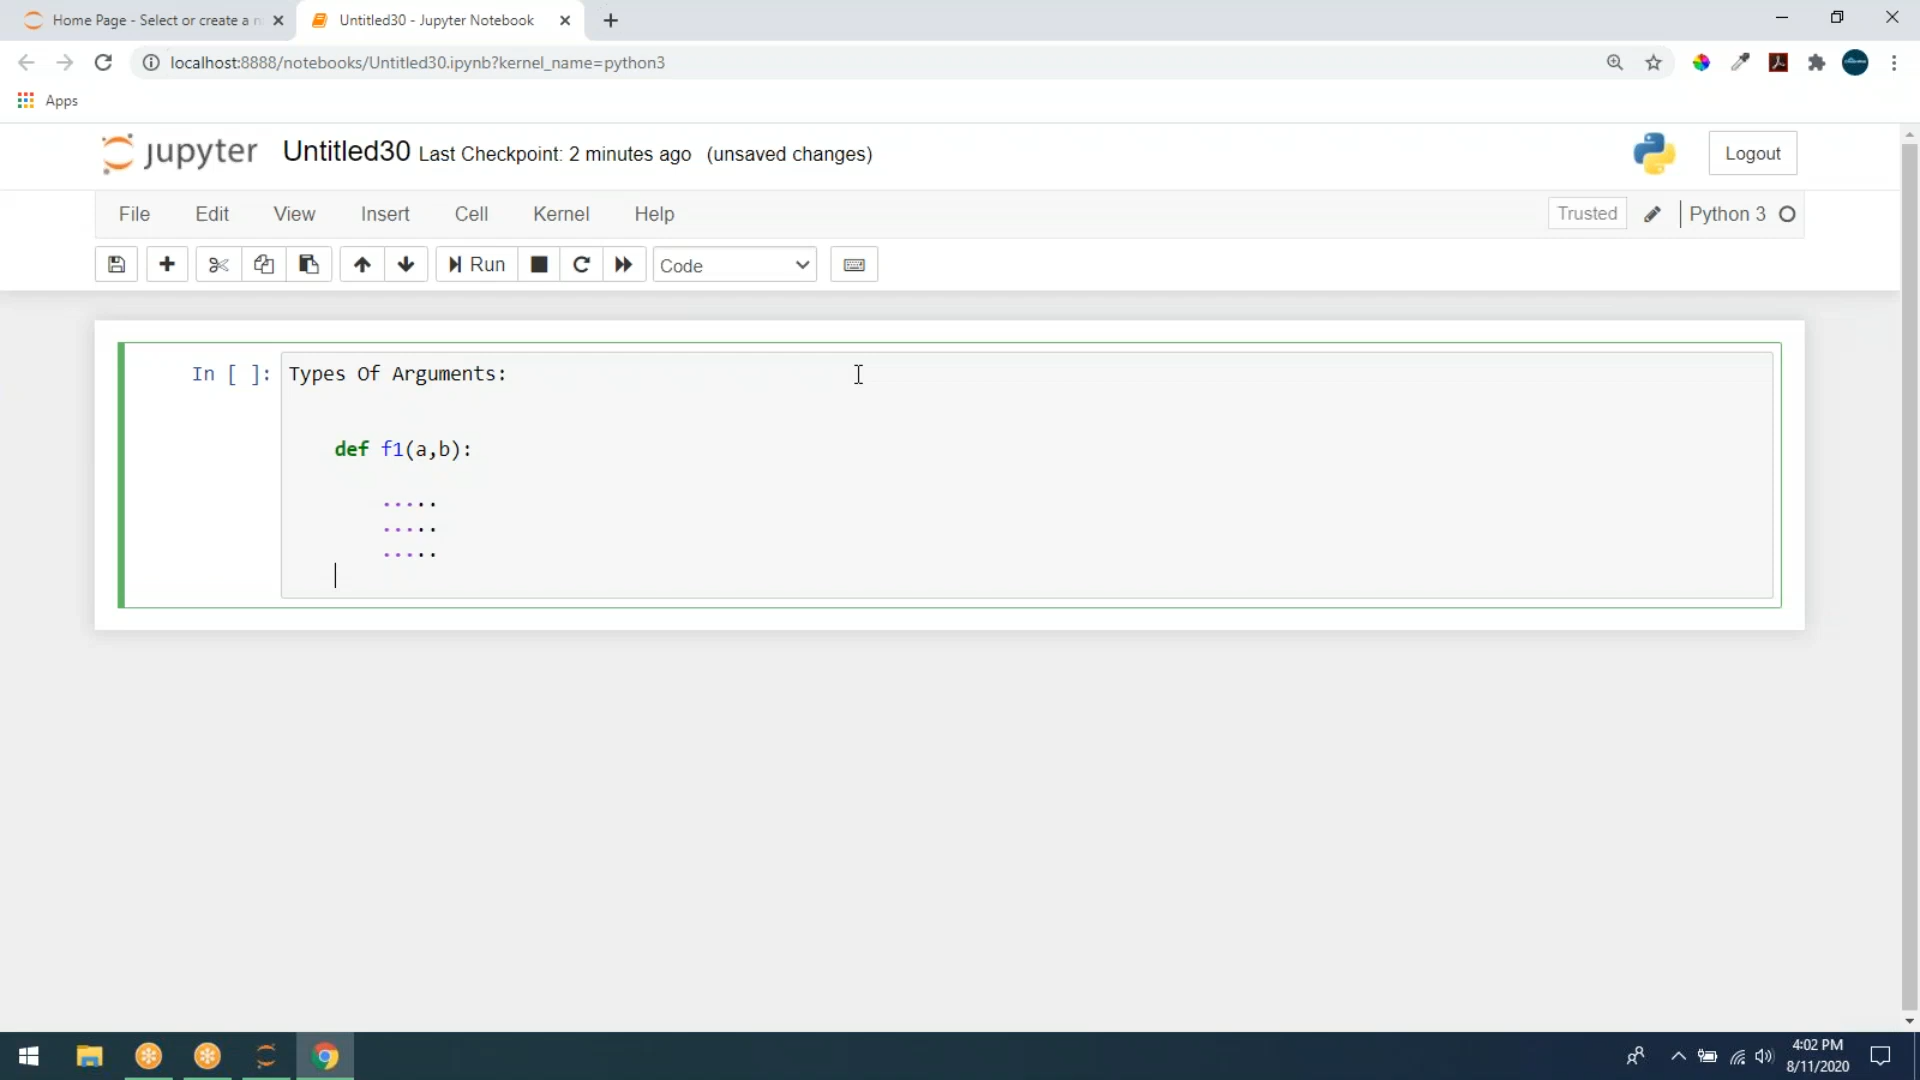 Home Page - Select or create a n
Untitled30 - Jupyter Notebook
localhost:8888/notebooks/Untitled30.ipynb?kernel_name=python3
Apps
jupyter Untitled30 Last Checkpoint: 2 minutes ago (unsaved changes)
Logout
File Edit View Insert Cell Kernel Help
Trusted Python 3
Run Code
In [ ]: Types Of Arguments:
def f1(a,b):
.....
.....
.....
4:02 PM
8/11/2020